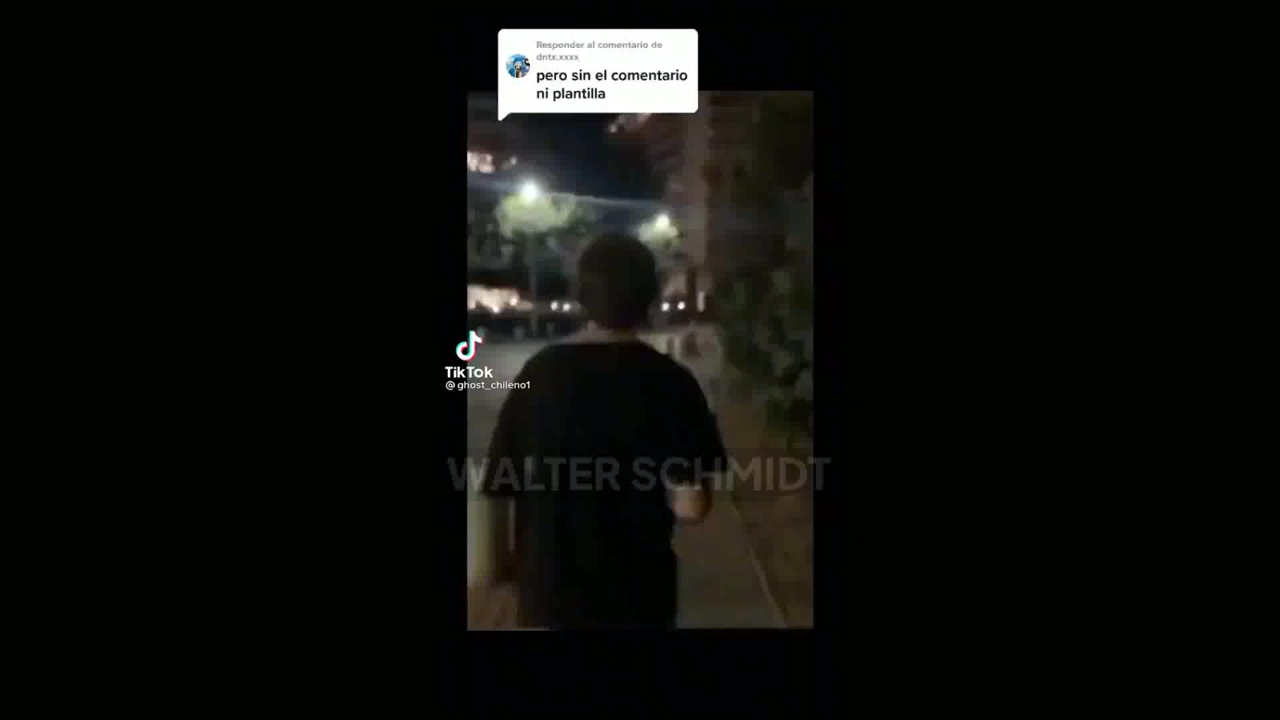 Responder al comentario de
dntx.xxxx
pero sin el comentario
ni plantilla
TikTok
@ghost_chileno1
WALTER SCHMIDT